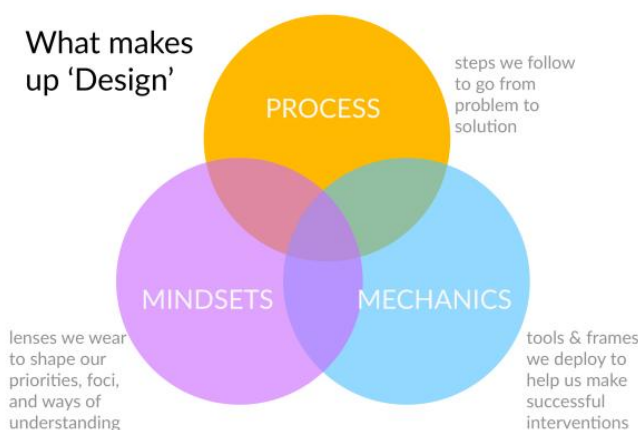 What makes
up ‘Design’
PROCESS
steps we follow
to go from
problem to
solution
MINDSETS
MECHANICS
lenses we wear
to shape our
priorities, foci,
and ways of
understanding
tools & frames
we deploy to
help us make
successful
interventions